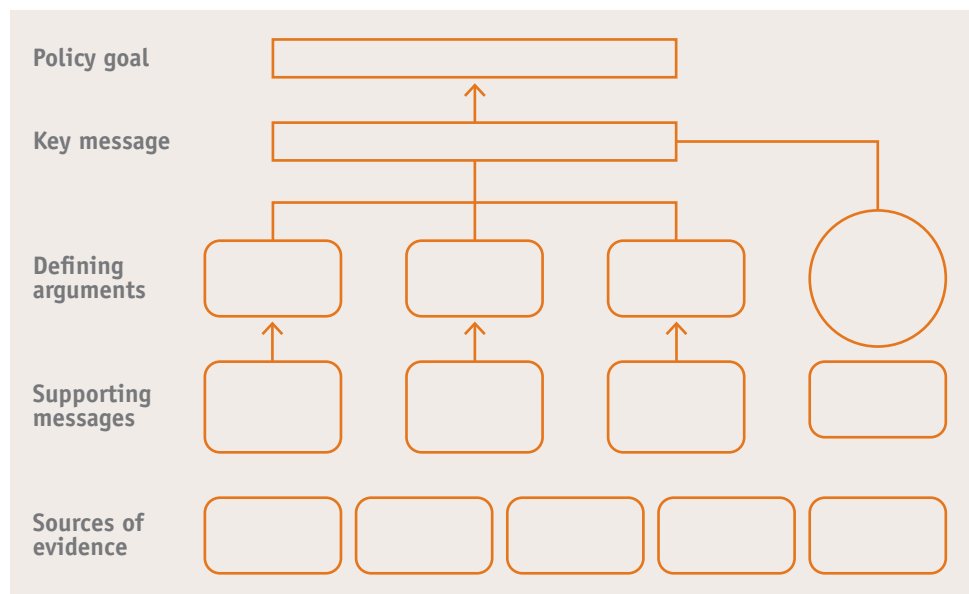 Policy goal
Key message
Defining
arguments
Supporting
messages
Sources of
evidence